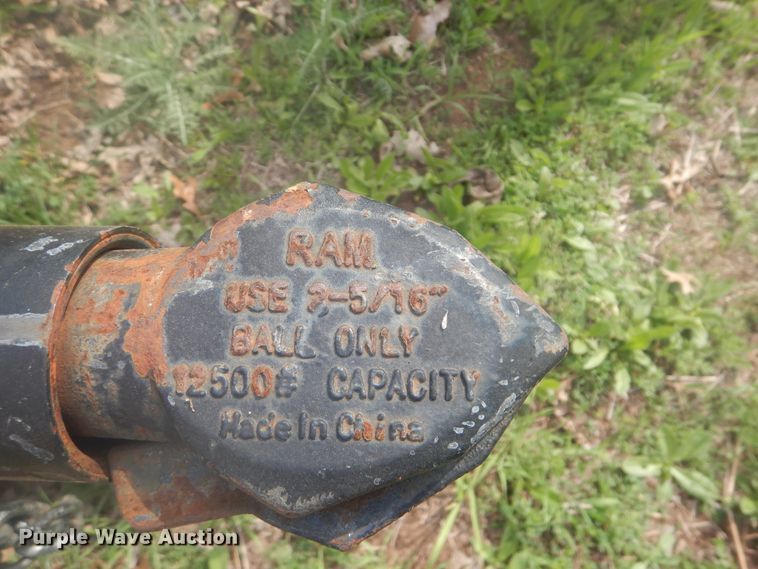 RAM
USE 2-5/16"
BALL ONLY
12500# CAPACITY
Made In China
Purple Wave Auction